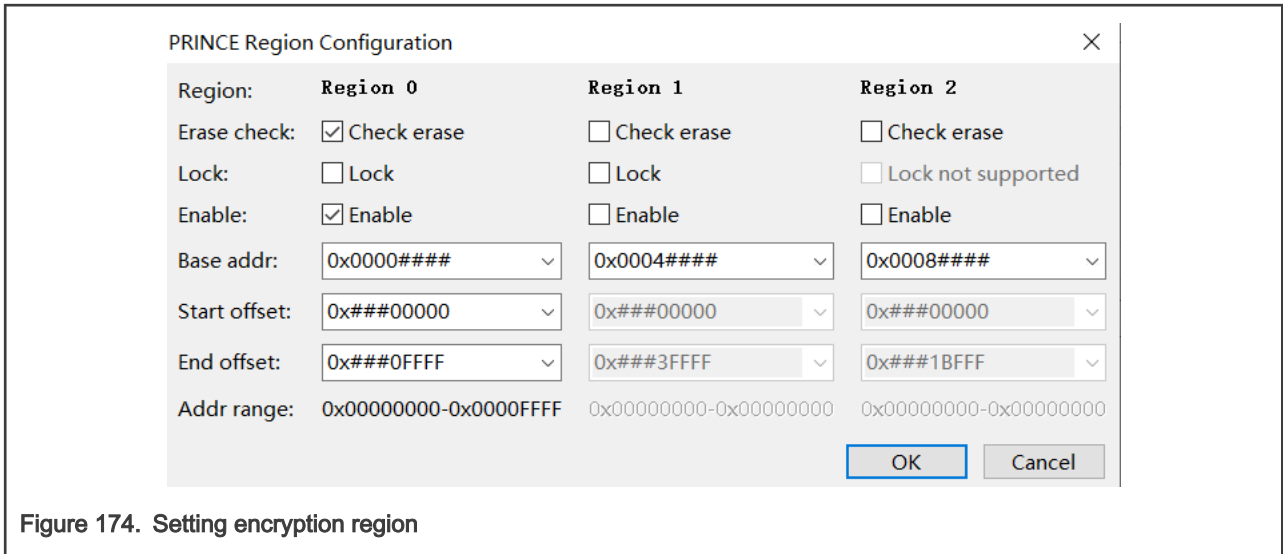 PRINCE Region Configuration
Region: Region 0 Region 1 Region 2
Erase check: Check erase Check erase Check erase
Lock: Lock Lock Lock not supported
Enable: Enable Enable Enable
Base addr: 0x0000#### 0x0004#### 0x0008####
Start offset: 0x###00000 0x###00000 0x###00000
End offset: 0x###0FFFF 0x###3FFFF 0x###1BFFF
Addr range: 0x00000000-0x0000FFFF 0x00000000-0x00000000 0x00000000-0x00000000
OK Cancel
Figure 174. Setting encryption region